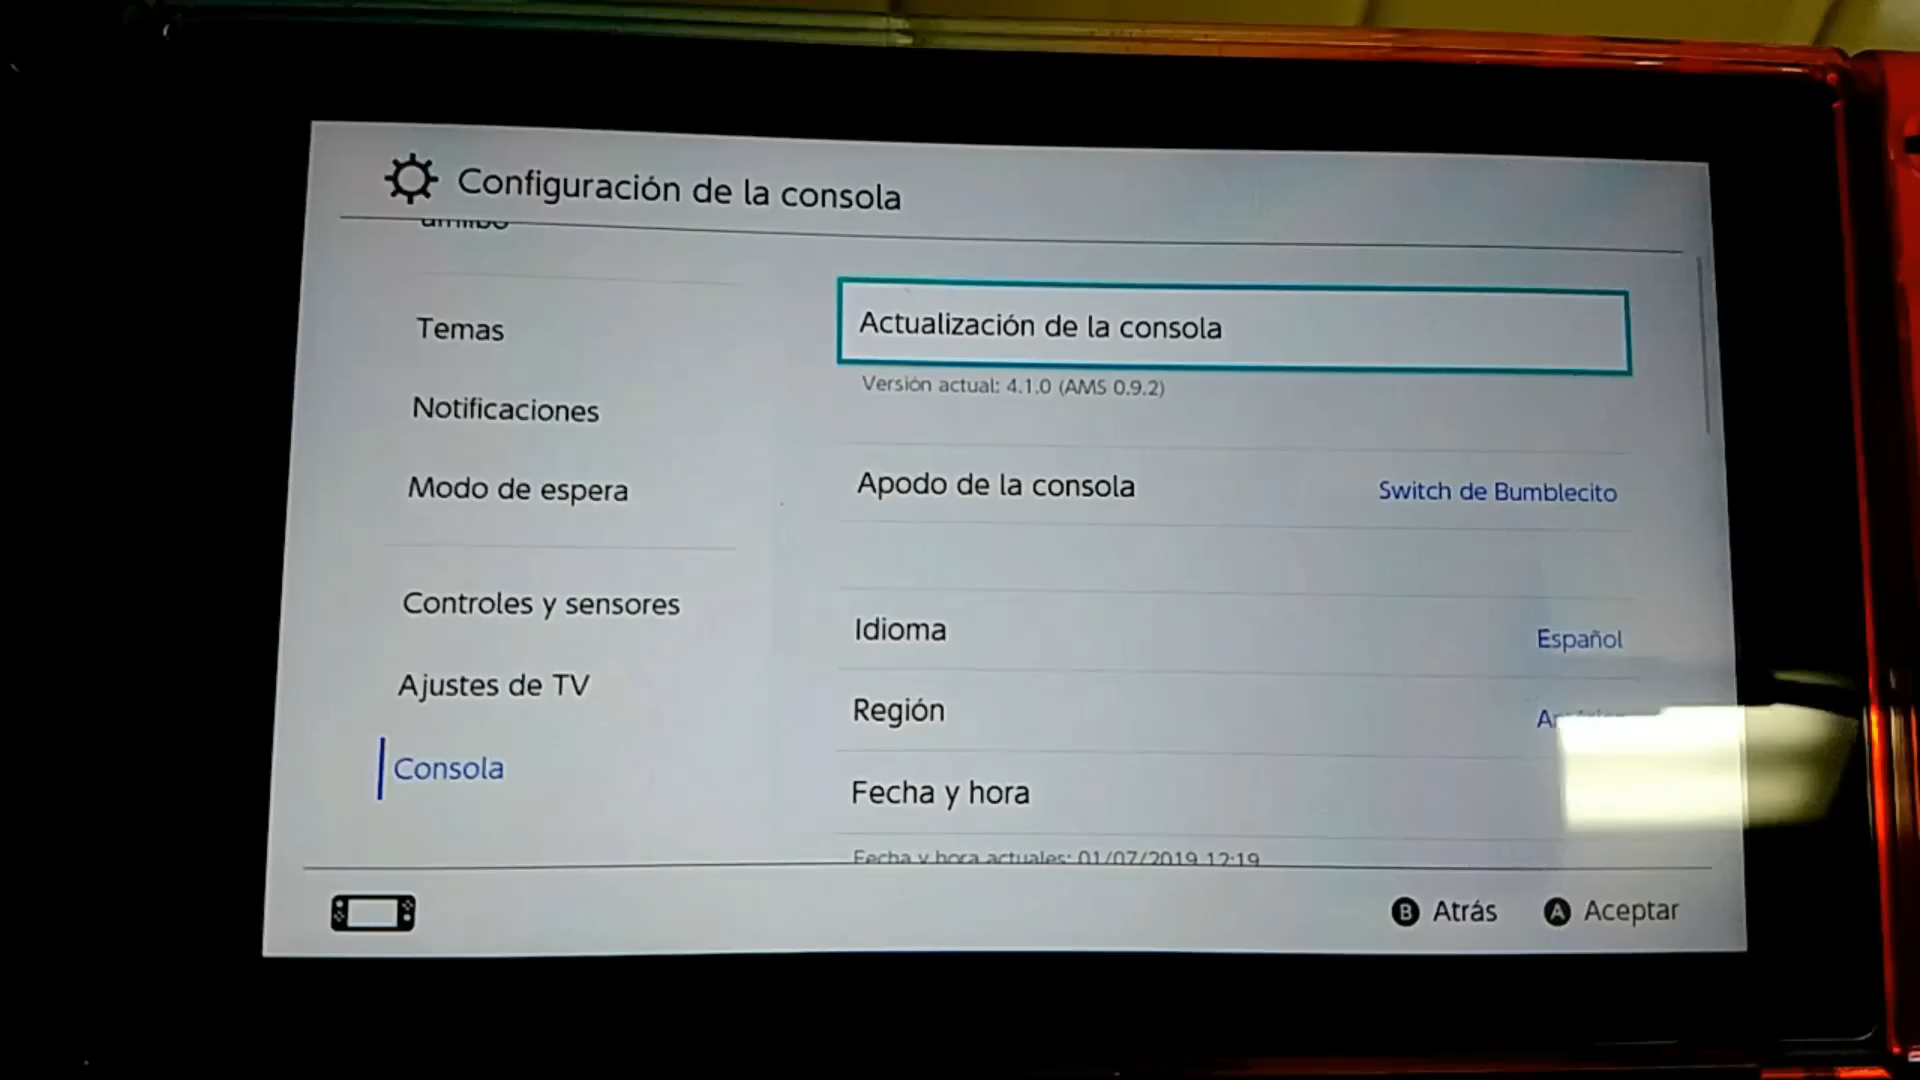 Configuración de la consola
amiibo
Temas
Notificaciones
Modo de espera
Controles y sensores
Ajustes de TV
Consola
Actualización de la consola
Versión actual: 4.1.0 (AMS 0.9.2)
Apodo de la consola Switch de Bumblecito
Idioma Español
Región
Fecha y hora
Fecha y hora actuales: 01/07/2019 12:19
B Atrás A Aceptar